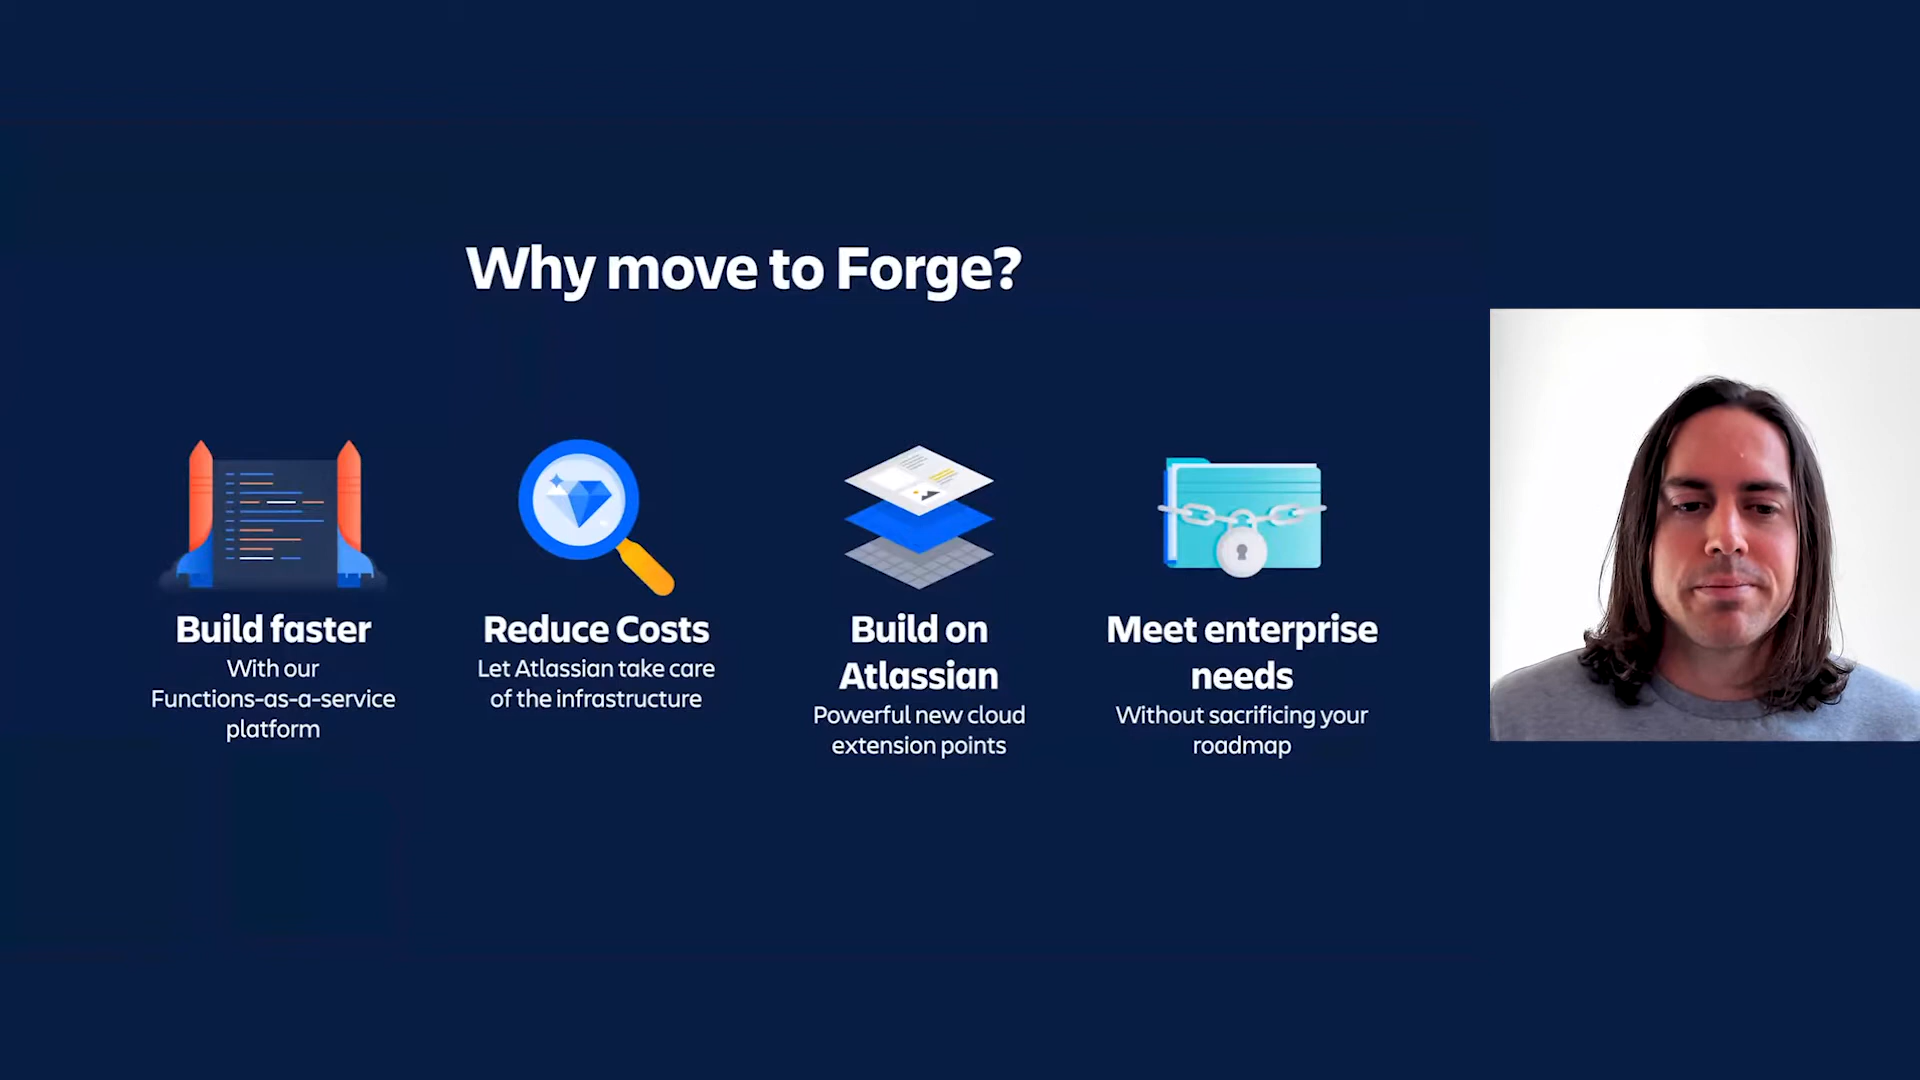 Why move to Forge?
Build faster
With our
Functions-as-a-service
platform
Reduce Costs
Let Atlassian take care
of the infrastructure
Build on
Atlassian
Powerful new cloud
extension points
Meet enterprise
needs
Without sacrificing your
roadmap